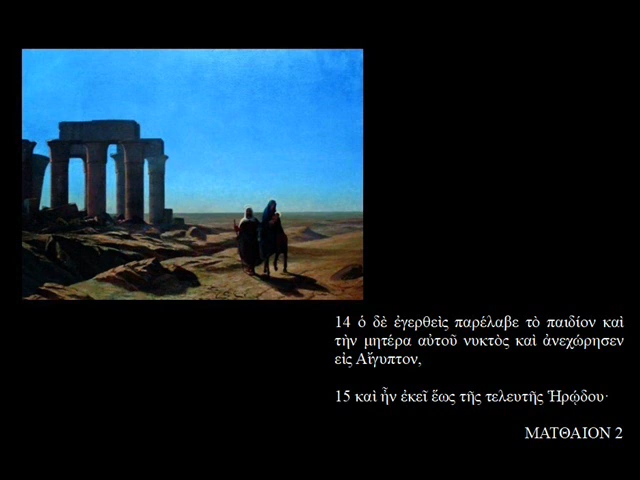 14 ὁ δὲ ἐγερθεὶς παρέλαβε τὸ παιδίον καὶ
τὴν μητέρα αὐτοῦ νυκτὸς καὶ ἀνεχώρησεν
εἰς Αἴγυπτον,
15 καὶ ἦν ἐκεῖ ἕως τῆς τελευτῆς Ἡρῴδου·
ΜΑΤΘΑΙΟΝ 2